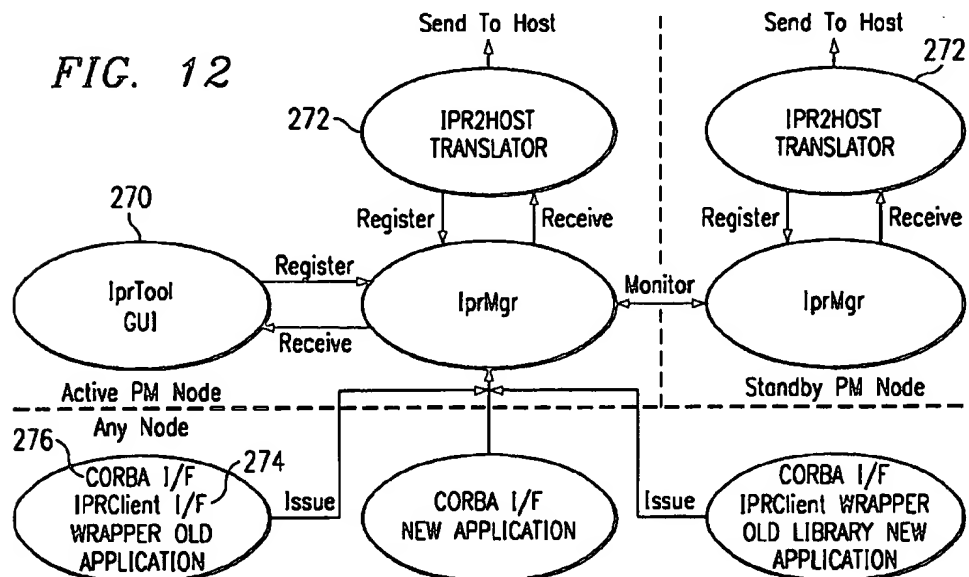 Send To Host
Send To Host
FIG. 12
272
272
IPR2HOST
TRANSLATOR
IPR2HOST
TRANSLATOR
270
Register
Receive
Register
Receive
IprTool
GUI
Register
Receive
IprMgr
Monitor
IprMgr
Active PM Node
Standby PM Node
Any Node
276
CORBA I/F
274
IPRClient I/F
WRAPPER OLD
APPLICATION
Issue
CORBA I/F
NEW APPLICATION
Issue
CORBA I/F
IPRClient WRAPPER
OLD LIBRARY NEW
APPLICATION